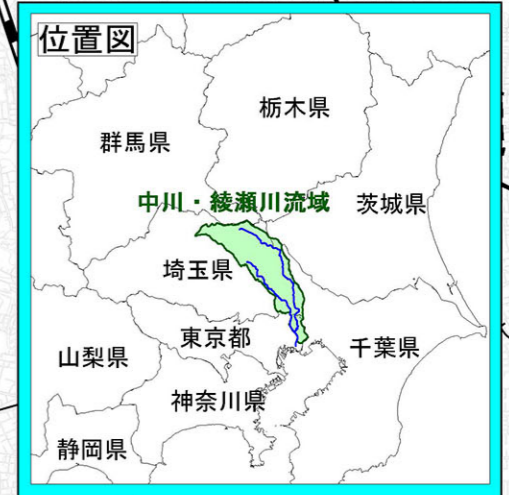 位置図
栃木県
群馬県
中川・綾瀬川流域
茨城県
埼玉県
東京都
千葉県
山梨県
神奈川県
静岡県